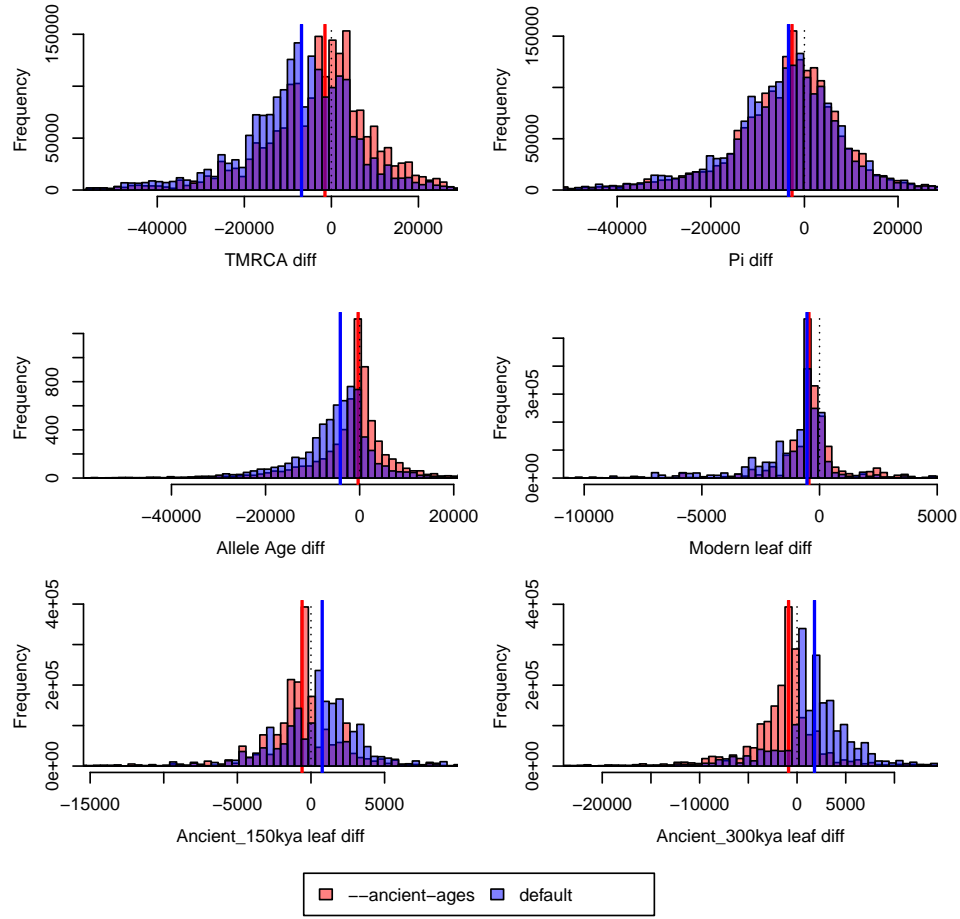 Frequency
0
50000
150000
−40000 −20000 0 20000
TMRCA diff
Frequency
0
50000
150000
−40000 −20000 0 20000
Pi diff
Frequency
0
400
800
−40000 −20000 0 20000
Allele Age diff
Frequency
0e+00
3e+05
−10000 −5000 0 5000
Modern leaf diff
Frequency
0e+00
2e+05
4e+05
−15000 −5000 0 5000
Ancient_150kya leaf diff
Frequency
0e+00
2e+05
4e+05
−20000 −10000 0 5000
Ancient_300kya leaf diff
−−ancient−ages default